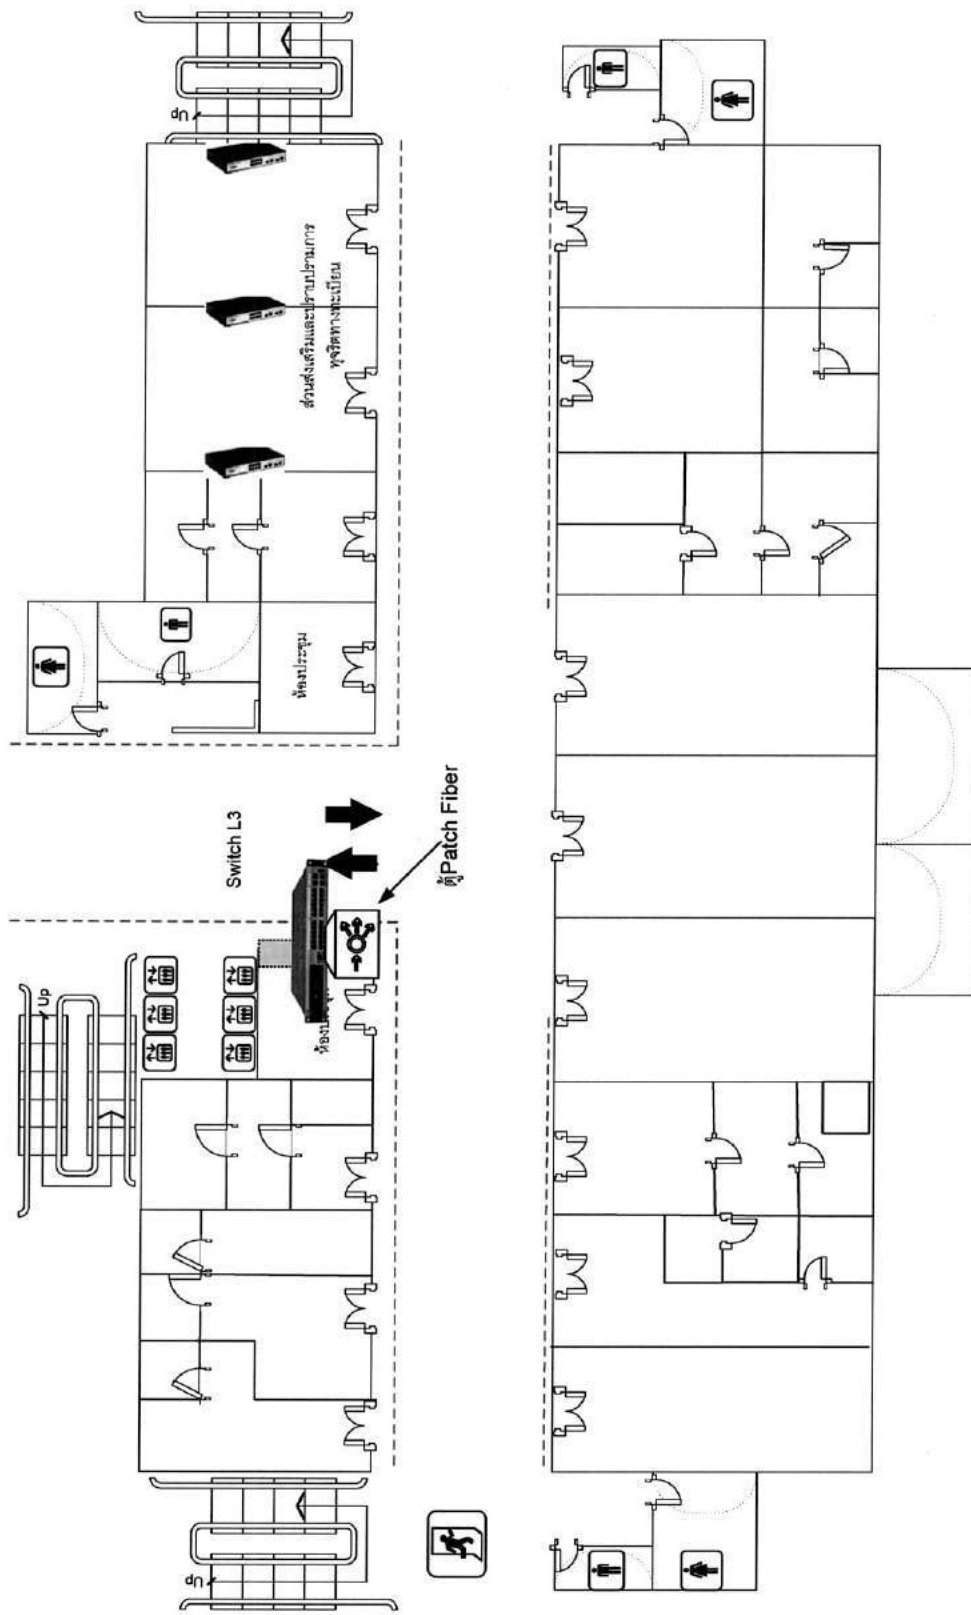 Up
ส่วนส่งเสริมและปราบปรามการ
ทุจริตทางทะเบียน
ห้องประชุม
Switch L3
ตู้Patch Fiber
Up
Up